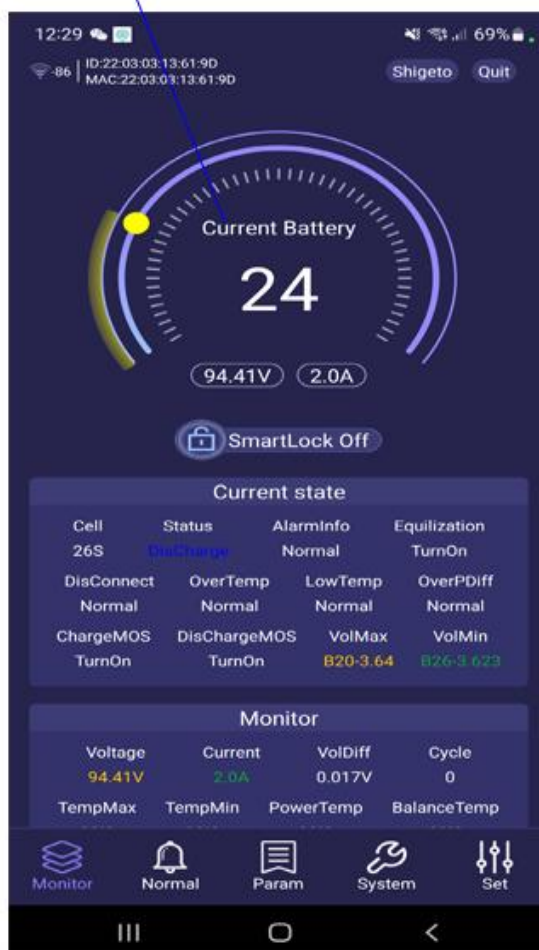 12:29
69%
-86
ID:22:03:03:13:61:9D
MAC:22:03:03:13:61:9D
Shigeto Quit
Current Battery
24
94.41V 2.0A
SmartLock Off
Current state
Cell Status AlarmInfo Equilization
26S DisCharge Normal TurnOn
DisConnect OverTemp LowTemp OverPDiff
Normal Normal Normal Normal
ChargeMOS DisChargeMOS VolMax VolMin
TurnOn TurnOn B20-3.64 B26-3.623
Monitor
Voltage Current VolDiff Cycle
94.41V 2.0A 0.017V 0
TempMax TempMin PowerTemp BalanceTemp
Monitor Normal Param System Set